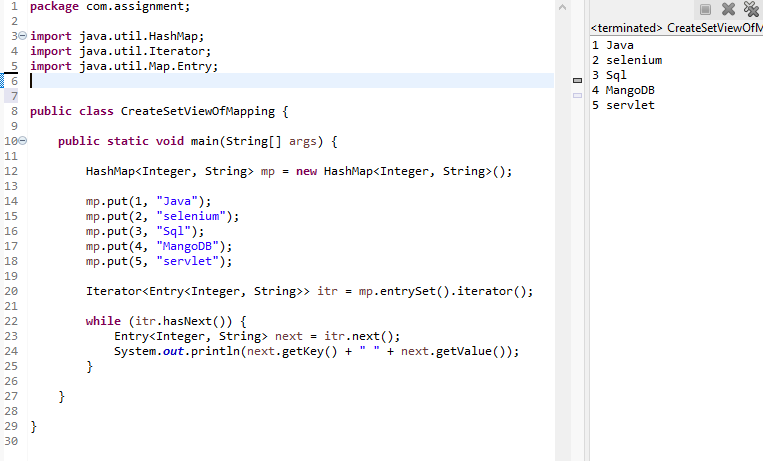 1 package com.assignment;
2
3 import java.util.HashMap;
4 import java.util.Iterator;
5 import java.util.Map.Entry;
6
7
8 public class CreateSetViewOfMapping {
9
10 public static void main(String[] args) {
11
12 HashMap<Integer, String> mp = new HashMap<Integer, String>();
13
14 mp.put(1, "Java");
15 mp.put(2, "selenium");
16 mp.put(3, "Sql");
17 mp.put(4, "MangoDB");
18 mp.put(5, "servlet");
19
20 Iterator<Entry<Integer, String>> itr = mp.entrySet().iterator();
21
22 while (itr.hasNext()) {
23 Entry<Integer, String> next = itr.next();
24 System.out.println(next.getKey() + " " + next.getValue());
25 }
26
27 }
28
29 }
30
<terminated> CreateSetViewOfM
1 Java
2 selenium
3 Sql
4 MangoDB
5 servlet